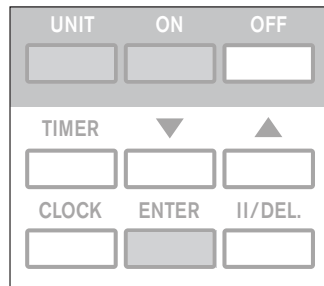 UNIT ON OFF
TIMER ▼ ▲
CLOCK ENTER II/DEL.